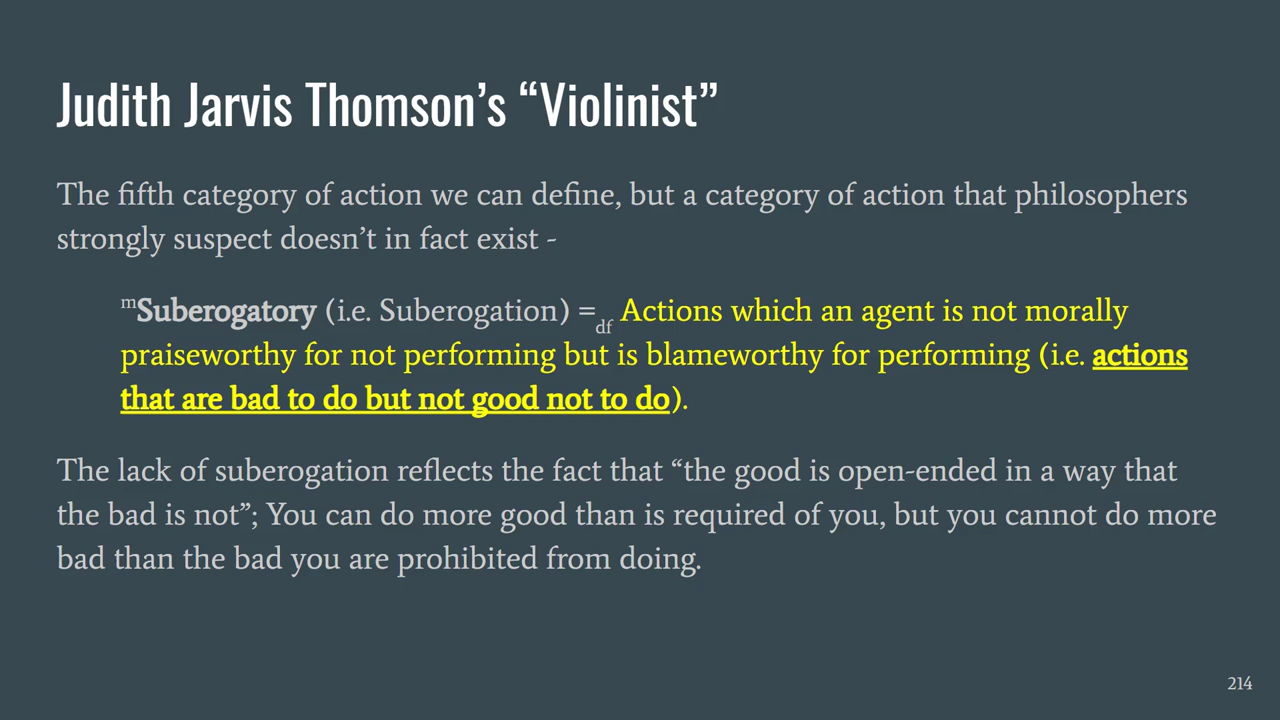 Judith Jarvis Thomson’s “Violinist”
The fifth category of action we can define, but a category of action that philosophers
strongly suspect doesn’t in fact exist -
mSuberogatory (i.e. Suberogation) =df Actions which an agent is not morally
praiseworthy for not performing but is blameworthy for performing (i.e. actions
that are bad to do but not good not to do).
The lack of suberogation reflects the fact that “the good is open-ended in a way that
the bad is not”; You can do more good than is required of you, but you cannot do more
bad than the bad you are prohibited from doing.
214